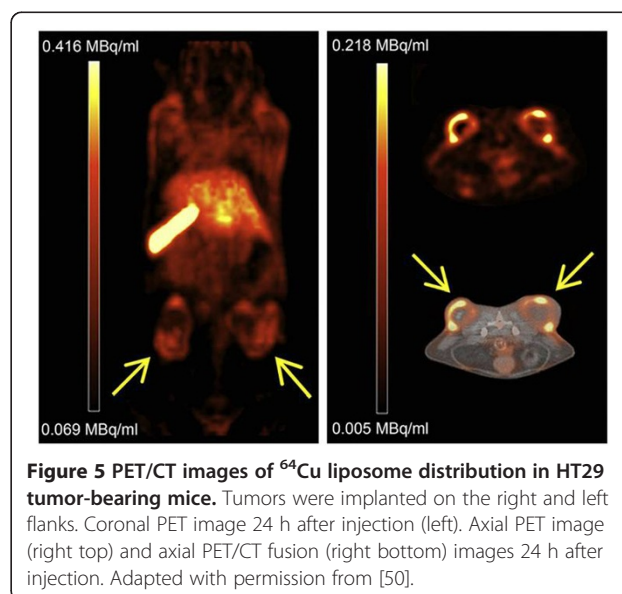 0.416 MBq/ml
0.218 MBq/ml
0.069 MBq/ml
0.005 MBq/ml
Figure 5 PET/CT images of ⁶⁴Cu liposome distribution in HT29
tumor-bearing mice. Tumors were implanted on the right and left
flanks. Coronal PET image 24 h after injection (left). Axial PET image
(right top) and axial PET/CT fusion (right bottom) images 24 h after
injection. Adapted with permission from [50].